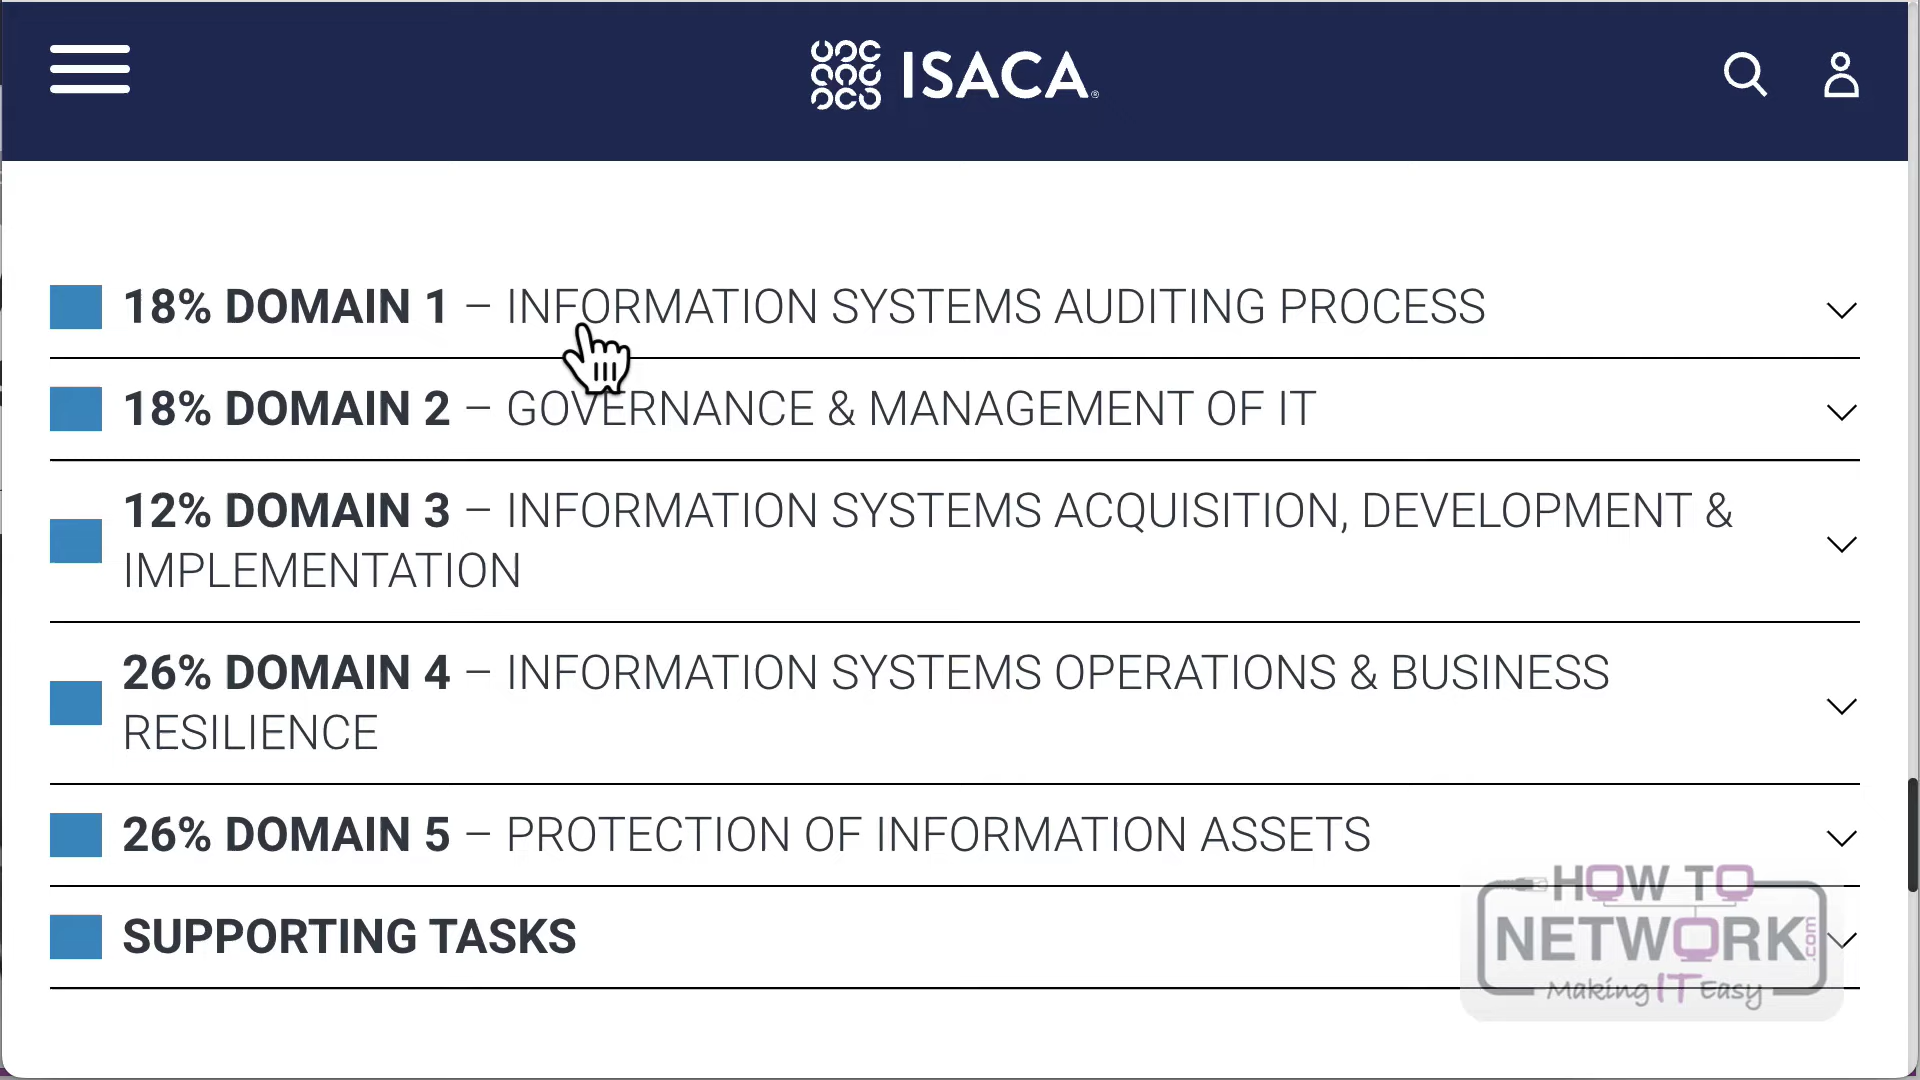 ISACA®
18% DOMAIN 1 – INFORMATION SYSTEMS AUDITING PROCESS
18% DOMAIN 2 – GOVERNANCE & MANAGEMENT OF IT
12% DOMAIN 3 – INFORMATION SYSTEMS ACQUISITION, DEVELOPMENT &
IMPLEMENTATION
26% DOMAIN 4 – INFORMATION SYSTEMS OPERATIONS & BUSINESS
RESILIENCE
26% DOMAIN 5 – PROTECTION OF INFORMATION ASSETS
SUPPORTING TASKS
HOW TO
NETWORK.com
Making IT Easy